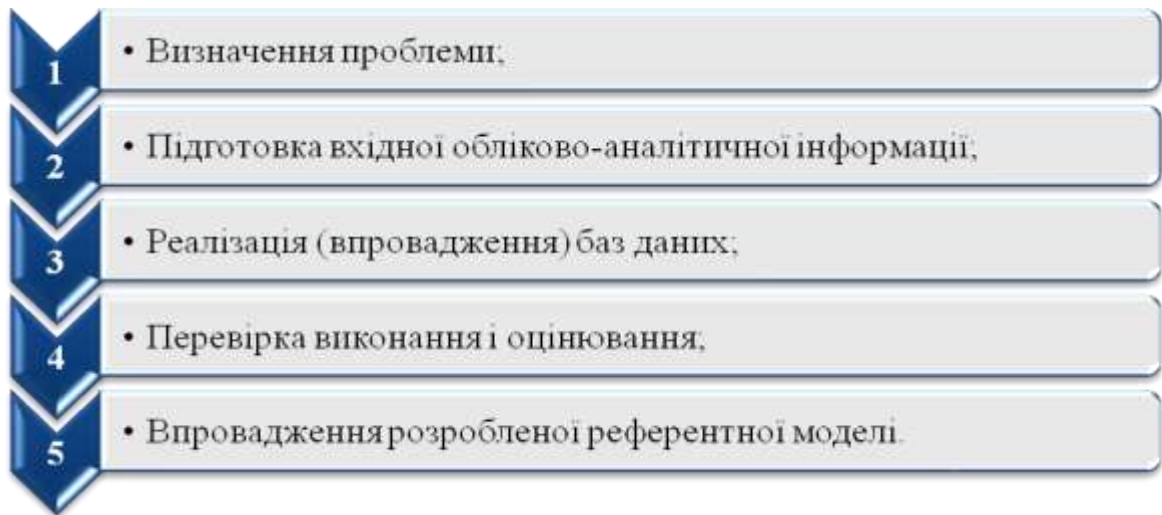 1
• Визначення проблеми;
2
• Підготовка вхідної обліково-аналітичної інформації;
3
• Реалізація (впровадження) баз даних;
4
• Перевірка виконання і оцінювання;
5
• Впровадження розробленої референтної моделі.